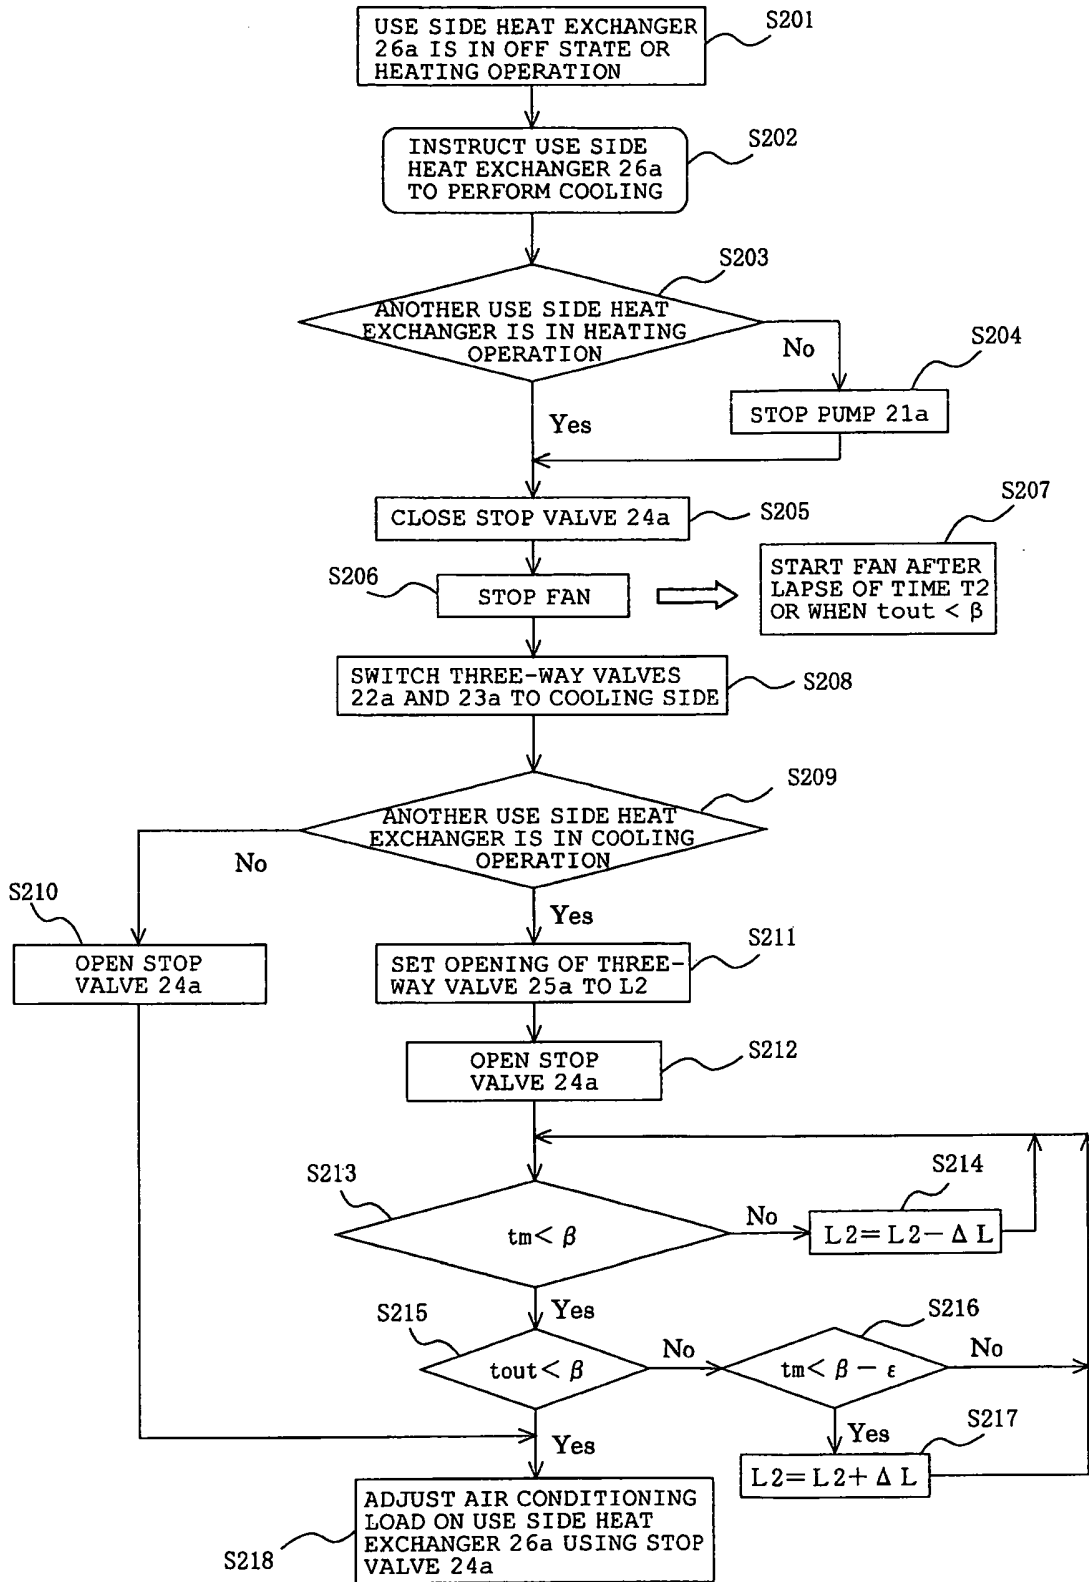 S201
USE SIDE HEAT EXCHANGER
26a IS IN OFF STATE OR
HEATING OPERATION
S202
INSTRUCT USE SIDE
HEAT EXCHANGER 26a
TO PERFORM COOLING
S203
ANOTHER USE SIDE HEAT
EXCHANGER IS IN HEATING
OPERATION
No
S204
STOP PUMP 21a
Yes
CLOSE STOP VALVE 24a
S205
S207
START FAN AFTER
LAPSE OF TIME T2
OR WHEN tout < β
S206
STOP FAN
SWITCH THREE-WAY VALVES
22a AND 23a TO COOLING SIDE
S208
S209
ANOTHER USE SIDE HEAT
EXCHANGER IS IN COOLING
OPERATION
No
Yes
S210
OPEN STOP
VALVE 24a
S211
SET OPENING OF THREE-
WAY VALVE 25a TO L2
S212
OPEN STOP
VALVE 24a
S213
tm < β
No
S214
L2=L2− Δ L
Yes
S215
tout < β
No
S216
tm < β − ε
No
Yes
S217
L2=L2+ Δ L
Yes
ADJUST AIR CONDITIONING
LOAD ON USE SIDE HEAT
EXCHANGER 26a USING STOP
VALVE 24a
S218